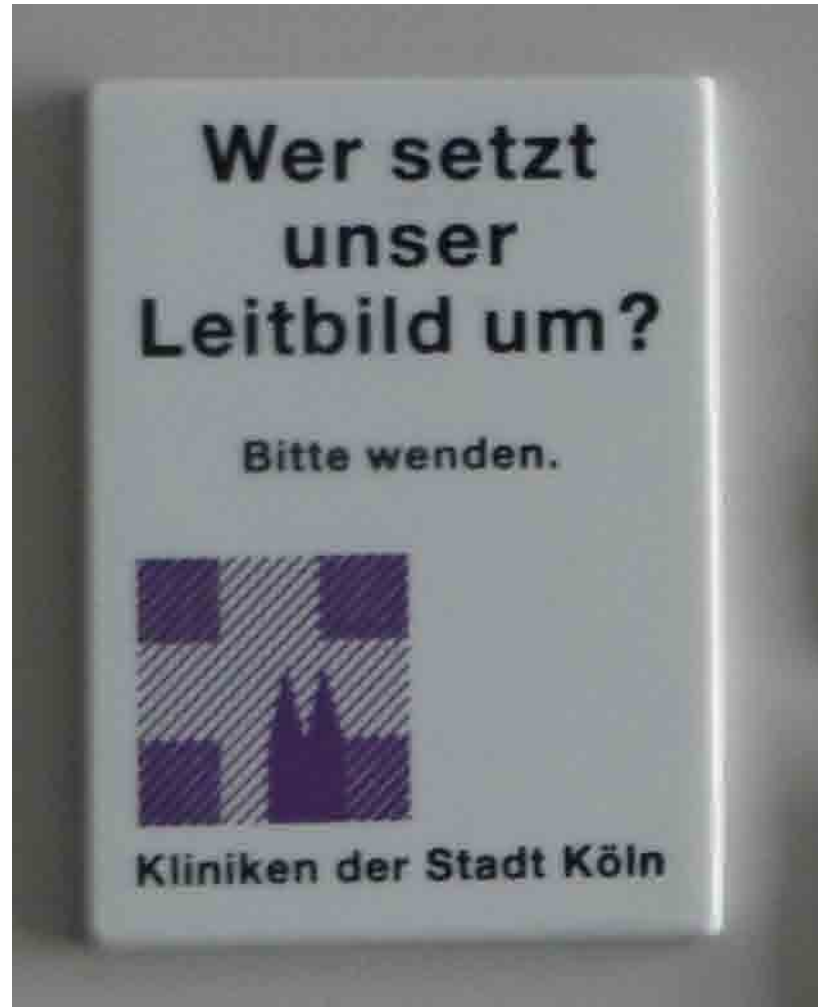 Wer setzt
unser
Leitbild um?
Bitte wenden.
Kliniken der Stadt Köln